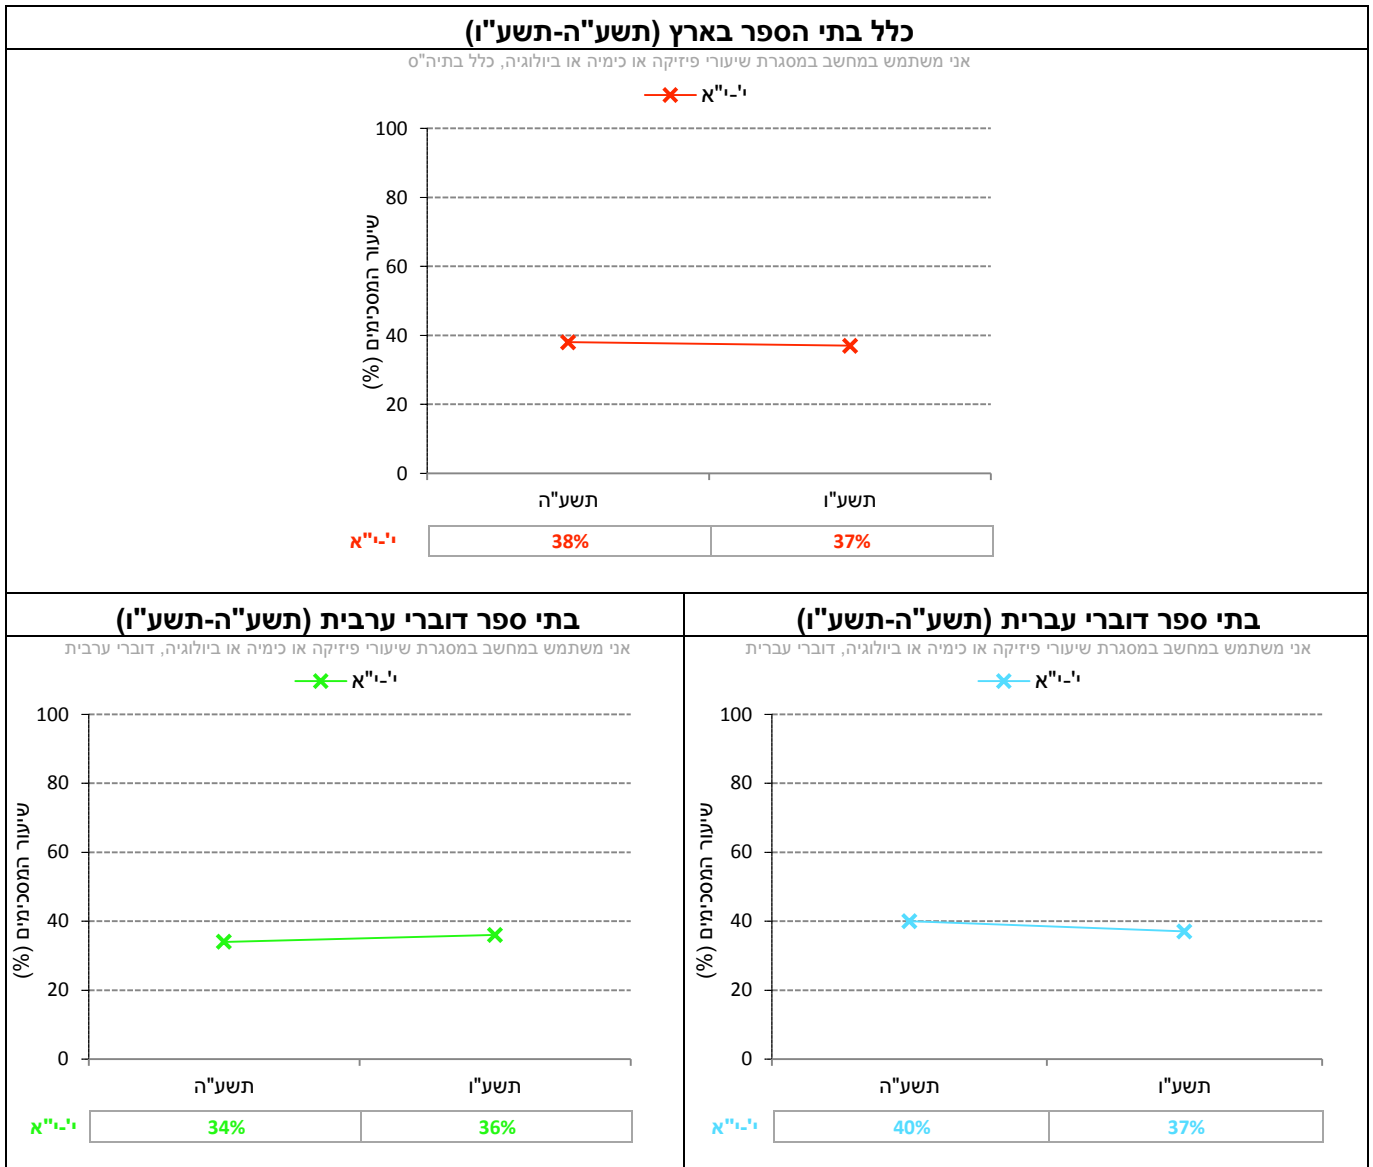 כלל בתי הספר בארץ (תשע"ה-תשע"ו)
אני משתמש במחשב במסגרת שיעורי פיזיקה או כימיה או ביולוגיה, כלל בתיה"ס
י'-י"א
שיעור המסכימים (%)
100
80
60
40
20
0
תשע"ה
תשע"ו
י'-י"א
38%
37%
בתי ספר דוברי עברית (תשע"ה-תשע"ו)
אני משתמש במחשב במסגרת שיעורי פיזיקה או כימיה או ביולוגיה, דוברי עברית
י'-י"א
שיעור המסכימים (%)
100
80
60
40
20
0
תשע"ה
תשע"ו
י'-י"א
40%
37%
בתי ספר דוברי ערבית (תשע"ה-תשע"ו)
אני משתמש במחשב במסגרת שיעורי פיזיקה או כימיה או ביולוגיה, דוברי ערבית
י'-י"א
שיעור המסכימים (%)
100
80
60
40
20
0
תשע"ה
תשע"ו
י'-י"א
34%
36%